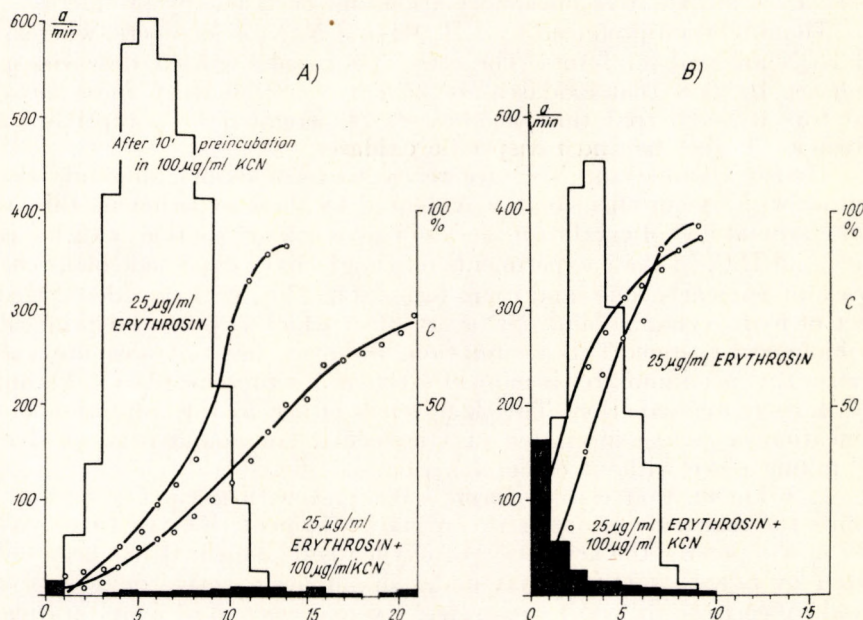 600 a/min
A)
B)
500
500 a/min
After 10' preincubation
in 100 µg/ml KCN
400
100
%
400
100
%
25 µg/ml
ERYTHROSIN
300
C
300
C
25 µg/ml ERYTHROSIN
200
50
200
50
100
25 µg/ml
ERYTHROSIN +
100 µg/ml KCN
100
25 µg/ml ERYTHROSIN +
100 µg/ml KCN
0 5 10 15 20
0 5 10 15